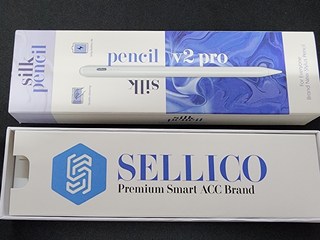 silk
pencil
pencil v2 pro
silk
SELLICO
Premium Smart ACC Brand